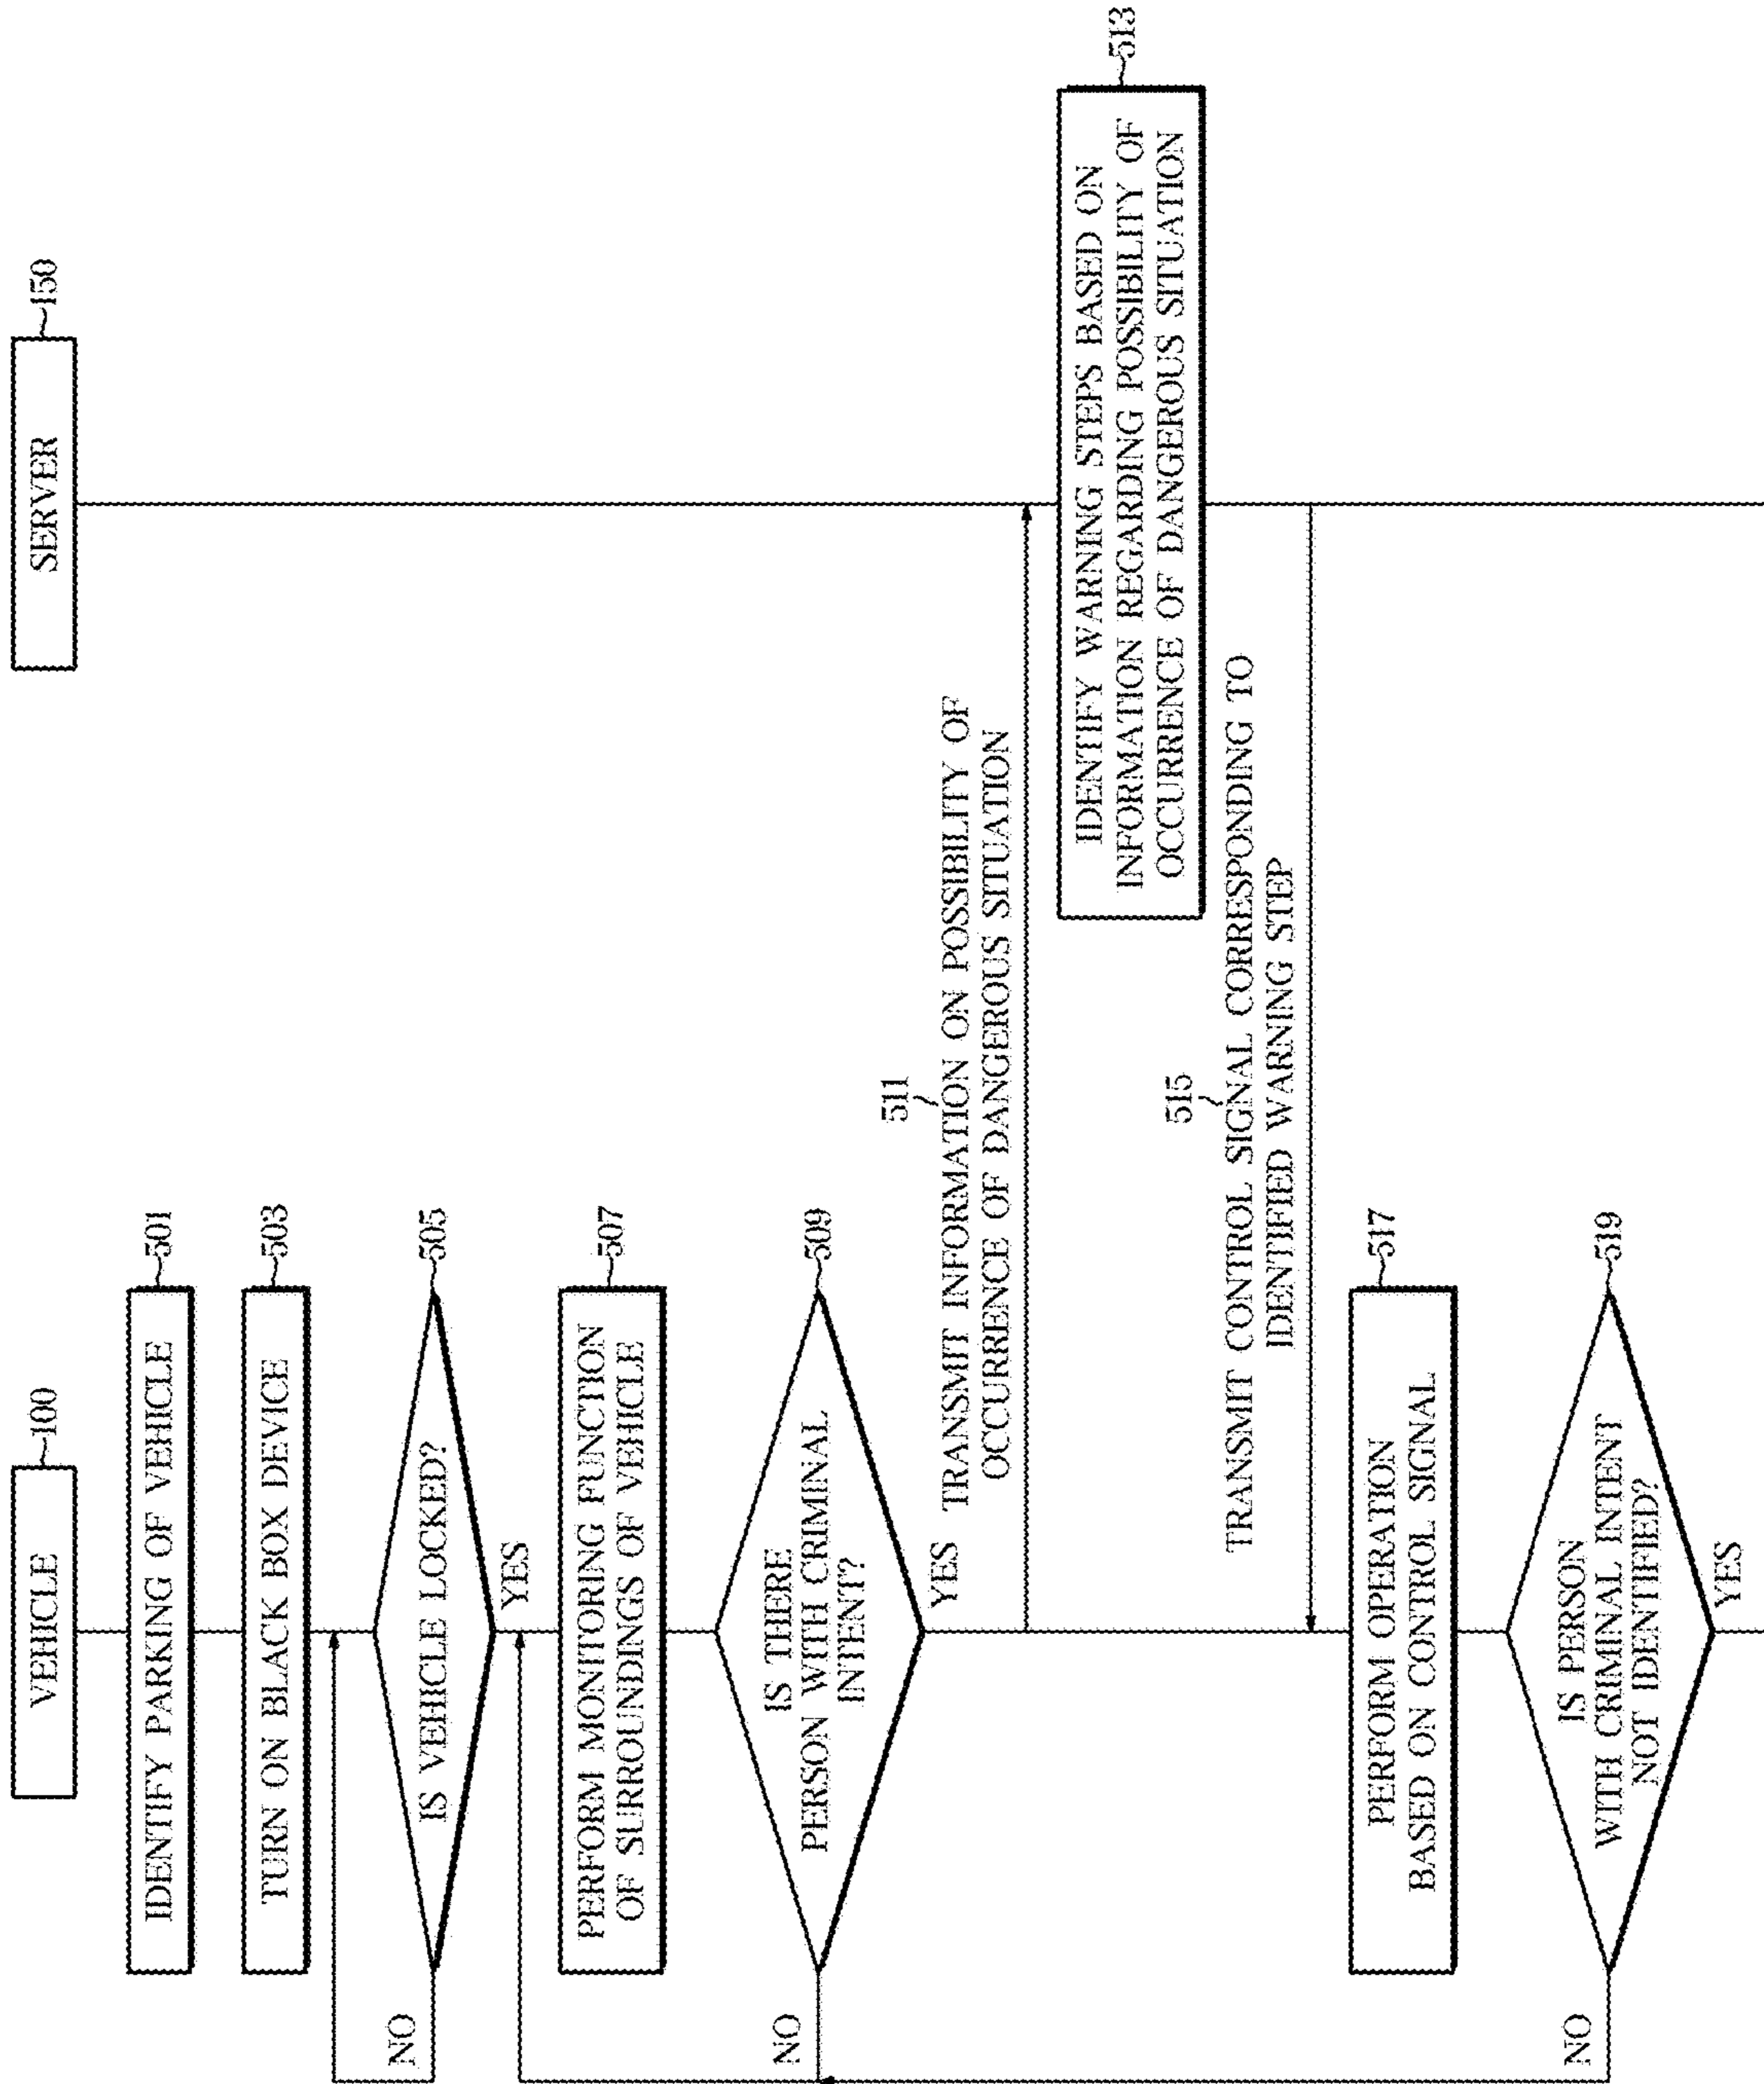 VEHICLE
100
SERVER
150
IDENTIFY PARKING OF VEHICLE
501
TURN ON BLACK BOX DEVICE
503
IS VEHICLE LOCKED?
505
NO
YES
PERFORM MONITORING FUNCTION
OF SURROUNDINGS OF VEHICLE
507
IS THERE
PERSON WITH CRIMINAL
INTENT?
509
NO
YES
511
TRANSMIT INFORMATION ON POSSIBILITY OF
OCCURRENCE OF DANGEROUS SITUATION
IDENTIFY WARNING STEPS BASED ON
INFORMATION REGARDING POSSIBILITY OF
OCCURRENCE OF DANGEROUS SITUATION
513
515
TRANSMIT CONTROL SIGNAL CORRESPONDING TO
IDENTIFIED WARNING STEP
PERFORM OPERATION
BASED ON CONTROL SIGNAL
517
IS PERSON
WITH CRIMINAL INTENT
NOT IDENTIFIED?
519
NO
YES